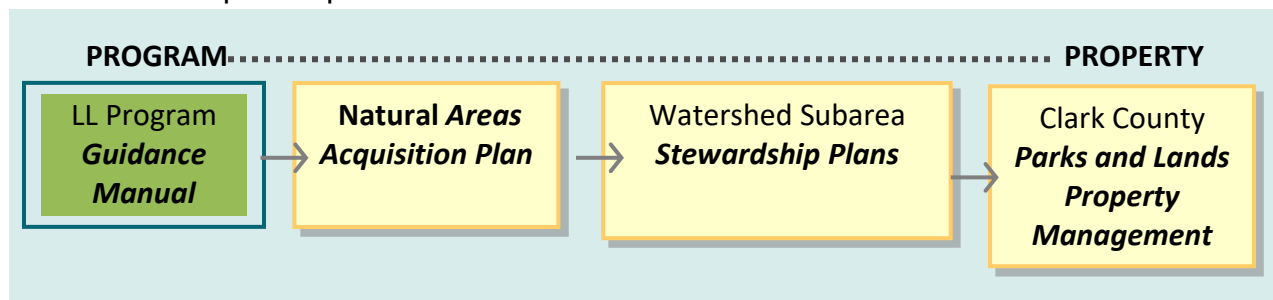 PROGRAM PROPERTY
LL Program
Guidance
Manual
Natural Areas
Acquisition Plan
Watershed Subarea
Stewardship Plans
Clark County
Parks and Lands
Property
Management